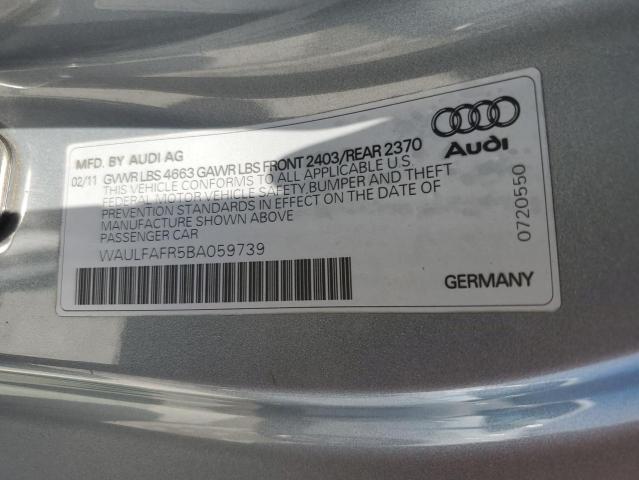 MFD. BY AUDI AG
02/11 GVWR LBS 4663 GAWR LBS FRONT 2403/REAR 2370
THIS VEHICLE CONFORMS TO ALL APPLICABLE U.S.
FEDERAL MOTOR VEHICLE SAFETY,BUMPER AND THEFT
PREVENTION STANDARDS IN EFFECT ON THE DATE OF
MANUFACTURE SHOWN ABOVE
PASSENGER CAR
WAULFAFR5BA059739
Audi
0720550
GERMANY